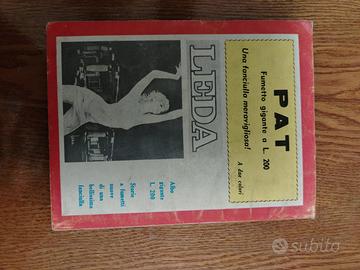 PAT
Fumetto gigante a L. 200
Una fanciulla meravigliosa!
A due colori
LEDA
Albo
gigante
L. 200
Storie
a fumetti
nuove
di una
bellissima
fanciulla
subito